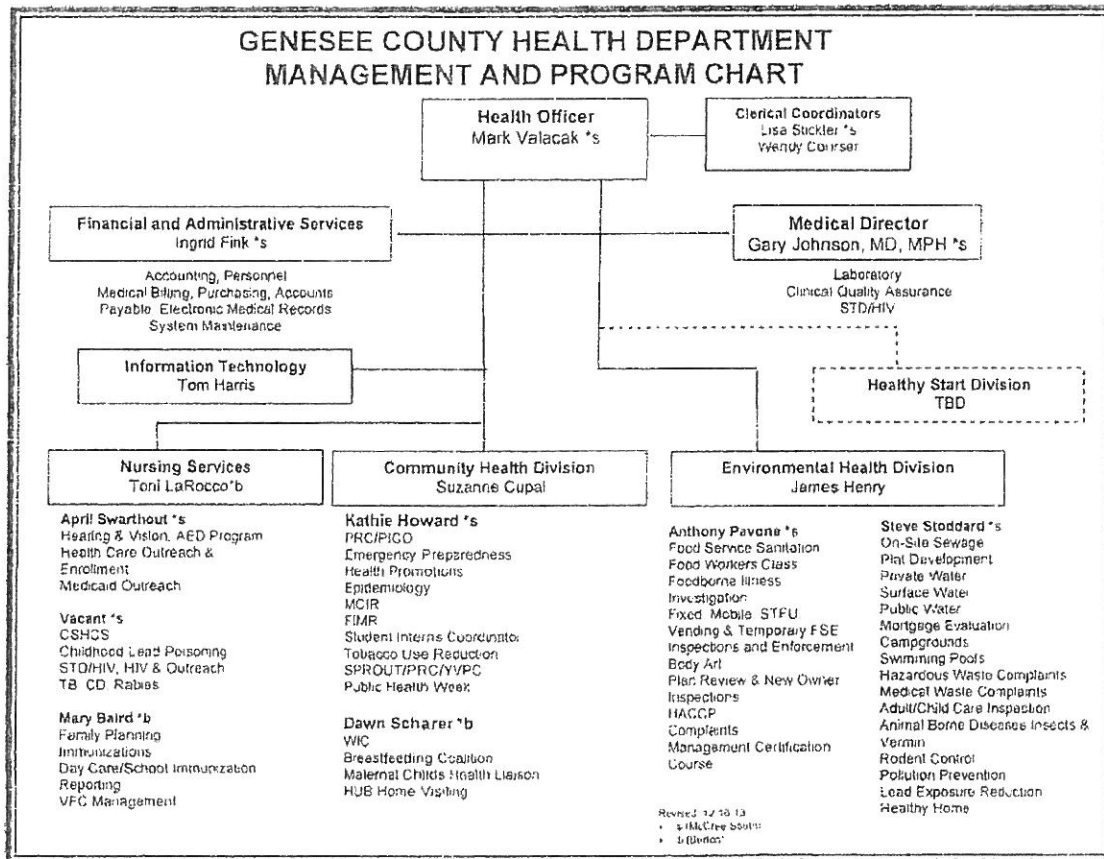 GENESEE COUNTY HEALTH DEPARTMENT
MANAGEMENT AND PROGRAM CHART
Health Officer
Mark Valacak *s
Clerical Coordinators
Lisa Stickler *s
Wendy Courser
Financial and Administrative Services
Ingrid Fink *s
Medical Director
Gary Johnson, MD, MPH *s
Accounting, Personnel
Medical Billing, Purchasing, Accounts
Payable Electronic Medical Records
System Maintenance
Laboratory
Clinical Quality Assurance
STD/HIV
Information Technology
Tom Harris
Healthy Start Division
TBD
Nursing Services
Toni LaRocco*b
Community Health Division
Suzanne Cupal
Environmental Health Division
James Henry
April Swarthout *s
Hearing & Vision, AED Program
Health Care Outreach &
Enrollment
Medicaid Outreach
Vacant *s
CSHCS
Childhood Lead Poisoning
STD/HIV, HIV & Outreach
TB CD Rabies
Mary Baird *b
Family Planning
Immunizations
Day Care/School Immunization
Reporting
VFC Management
Kathie Howard *s
PRC/PICO
Emergency Preparedness
Health Promotions
Epidemiology
MCIR
FIMR
Student Interns Coordinator
Tobacco Use Reduction
SPROUT/PRC/YVPC
Public Health Week
Dawn Scharer *b
WIC
Breastfeeding Coalition
Maternal Childs Health Liaison
HUB Home Visiting
Anthony Pavone *s
Food Service Sanitation
Food Workers Class
Foodborne Illness
Investigation
Fixed Mobile STFU
Vending & Temporary FSE
Inspections and Enforcement
Body Art
Plan Review & New Owner
Inspections
HACCP
Complaints
Management Certification
Course
Steve Stoddard *s
On-Site Sewage
Plat Development
Private Water
Surface Water
Public Water
Mortgage Evaluation
Campgrounds
Swimming Pools
Hazardous Waste Complaints
Medical Waste Complaints
Adult/Child Care Inspection
Animal Borne Diseases Insects &
Vermin
Rodent Control
Pollution Prevention
Lead Exposure Reduction
Healthy Home
Revised
s (McCree South)
b (Burton)